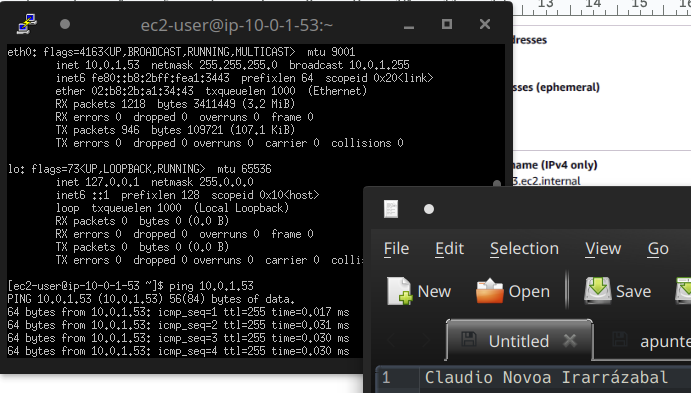 ec2-user@ip-10-0-1-53:~
eth0: flags=4163<UP,BROADCAST,RUNNING,MULTICAST>  mtu 9001
inet 10.0.1.53  netmask 255.255.255.0  broadcast 10.0.1.255
inet6 fe80::b8:2bff:fea1:3443  prefixlen 64  scopeid 0x20<link>
ether 02:b8:2b:a1:34:43  txqueuelen 1000  (Ethernet)
RX packets 1218  bytes 3411449 (3.2 MiB)
RX errors 0  dropped 0  overruns 0  frame 0
TX packets 946  bytes 109721 (107.1 KiB)
TX errors 0  dropped 0 overruns 0  carrier 0  collisions 0
lo: flags=73<UP,LOOPBACK,RUNNING>  mtu 65536
inet 127.0.0.1  netmask 255.0.0.0
inet6 ::1  prefixlen 128  scopeid 0x10<host>
loop  txqueuelen 1000  (Local Loopback)
RX packets 0  bytes 0 (0.0 B)
RX errors 0  dropped 0  overruns 0  frame 0
TX packets 0  bytes 0 (0.0 B)
TX errors 0  dropped 0 overruns 0  carrier 0  coll
[ec2-user@ip-10-0-1-53 ~]$ ping 10.0.1.53
PING 10.0.1.53 (10.0.1.53) 56(84) bytes of data.
64 bytes from 10.0.1.53: icmp_seq=1 ttl=255 time=0.017 ms
64 bytes from 10.0.1.53: icmp_seq=2 ttl=255 time=0.031 ms
64 bytes from 10.0.1.53: icmp_seq=3 ttl=255 time=0.030 ms
64 bytes from 10.0.1.53: icmp_seq=4 ttl=255 time=0.030 ms
13 14 15 16
dresses
sses (ephemeral)
name (IPv4 only)
3.ec2.internal
File Edit Selection View Go
New Open Save
Untitled apunte
1 Claudio Novoa Irarrázabal